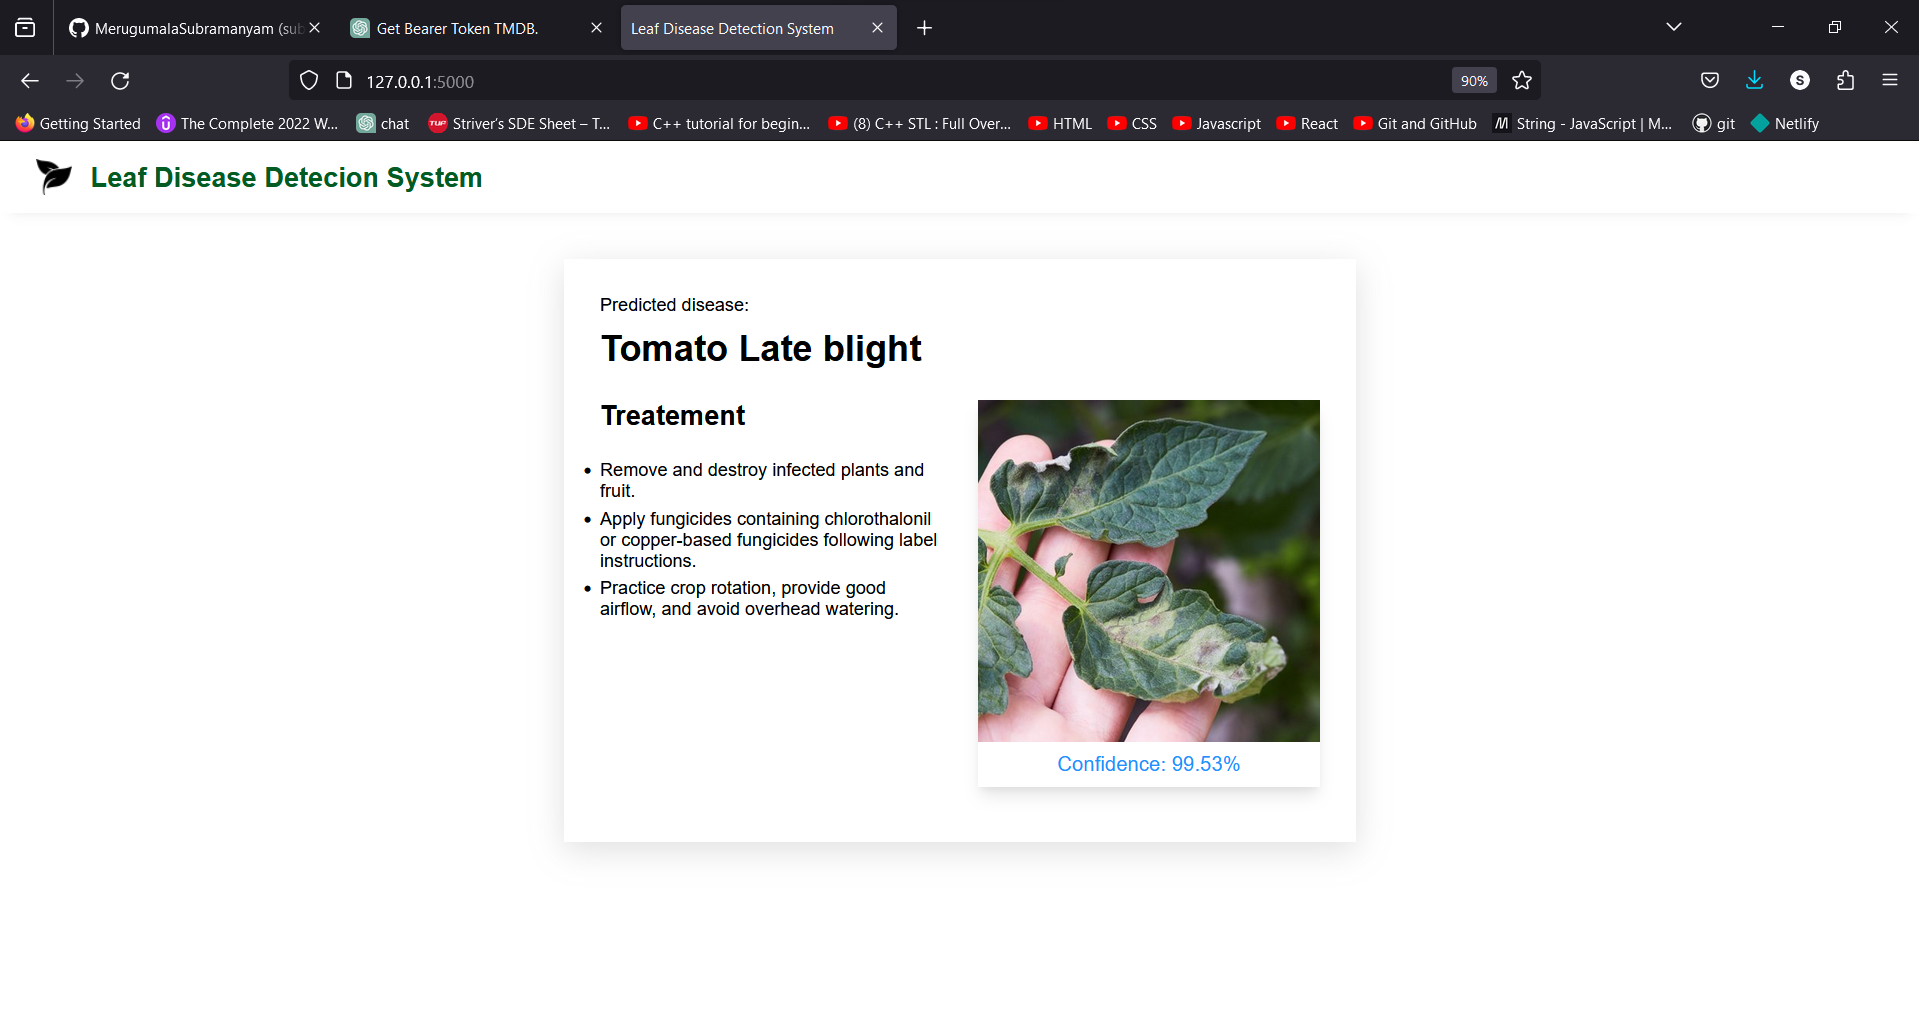 MerugumalaSubramanyam (sub
Get Bearer Token TMDB.
Leaf Disease Detection System
127.0.0.1:5000
90%
S
Getting Started
The Complete 2022 W...
chat
TUF
Striver's SDE Sheet – T...
C++ tutorial for begin...
(8) C++ STL : Full Over...
HTML
CSS
Javascript
React
Git and GitHub
String - JavaScript | M...
git
Netlify
Leaf Disease Detecion System
Predicted disease:
Tomato Late blight
Treatement
Remove and destroy infected plants and
fruit.
Apply fungicides containing chlorothalonil
or copper-based fungicides following label
instructions.
Practice crop rotation, provide good
airflow, and avoid overhead watering.
Confidence: 99.53%